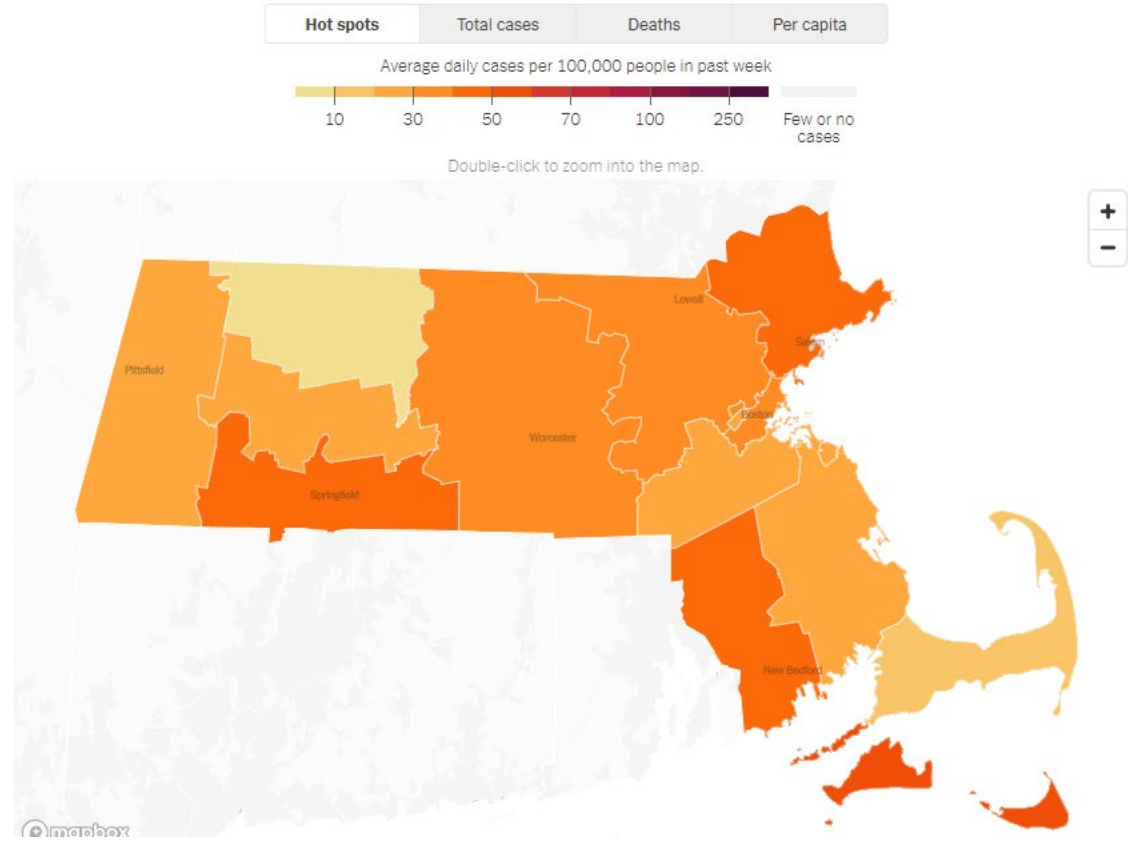 Hot spots Total cases Deaths Per capita
Average daily cases per 100,000 people in past week
10 30 50 70 100 250 Few or no
cases
Double-click to zoom into the map.
+
−
Lowell
Salem
Pittsfield
Boston
Worcester
Springfield
New Bedford
mapbox